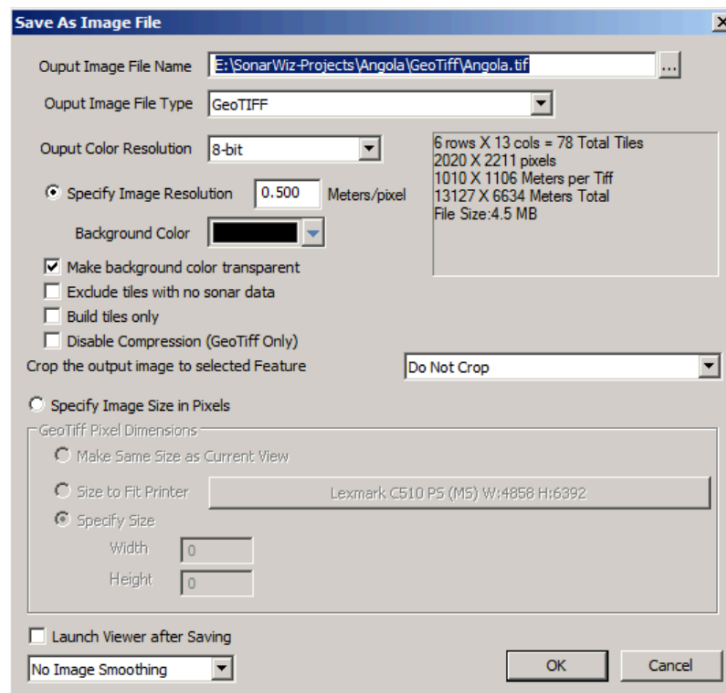 Save As Image File
Ouput Image File Name E:\SonarWiz-Projects\Angola\GeoTiff\Angola.tif ...
Ouput Image File Type GeoTIFF
Ouput Color Resolution 8-bit
6 rows X 13 cols = 78 Total Tiles
2020 X 2211 pixels
1010 X 1106 Meters per Tiff
13127 X 6634 Meters Total
File Size:4.5 MB
Specify Image Resolution 0.500 Meters/pixel
Background Color
Make background color transparent
Exclude tiles with no sonar data
Build tiles only
Disable Compression (GeoTiff Only)
Crop the output image to selected Feature Do Not Crop
Specify Image Size in Pixels
GeoTiff Pixel Dimensions
Make Same Size as Current View
Size to Fit Printer Lexmark C510 PS (MS) W:4858 H:6392
Specify Size
Width 0
Height 0
Launch Viewer after Saving
No Image Smoothing OK Cancel